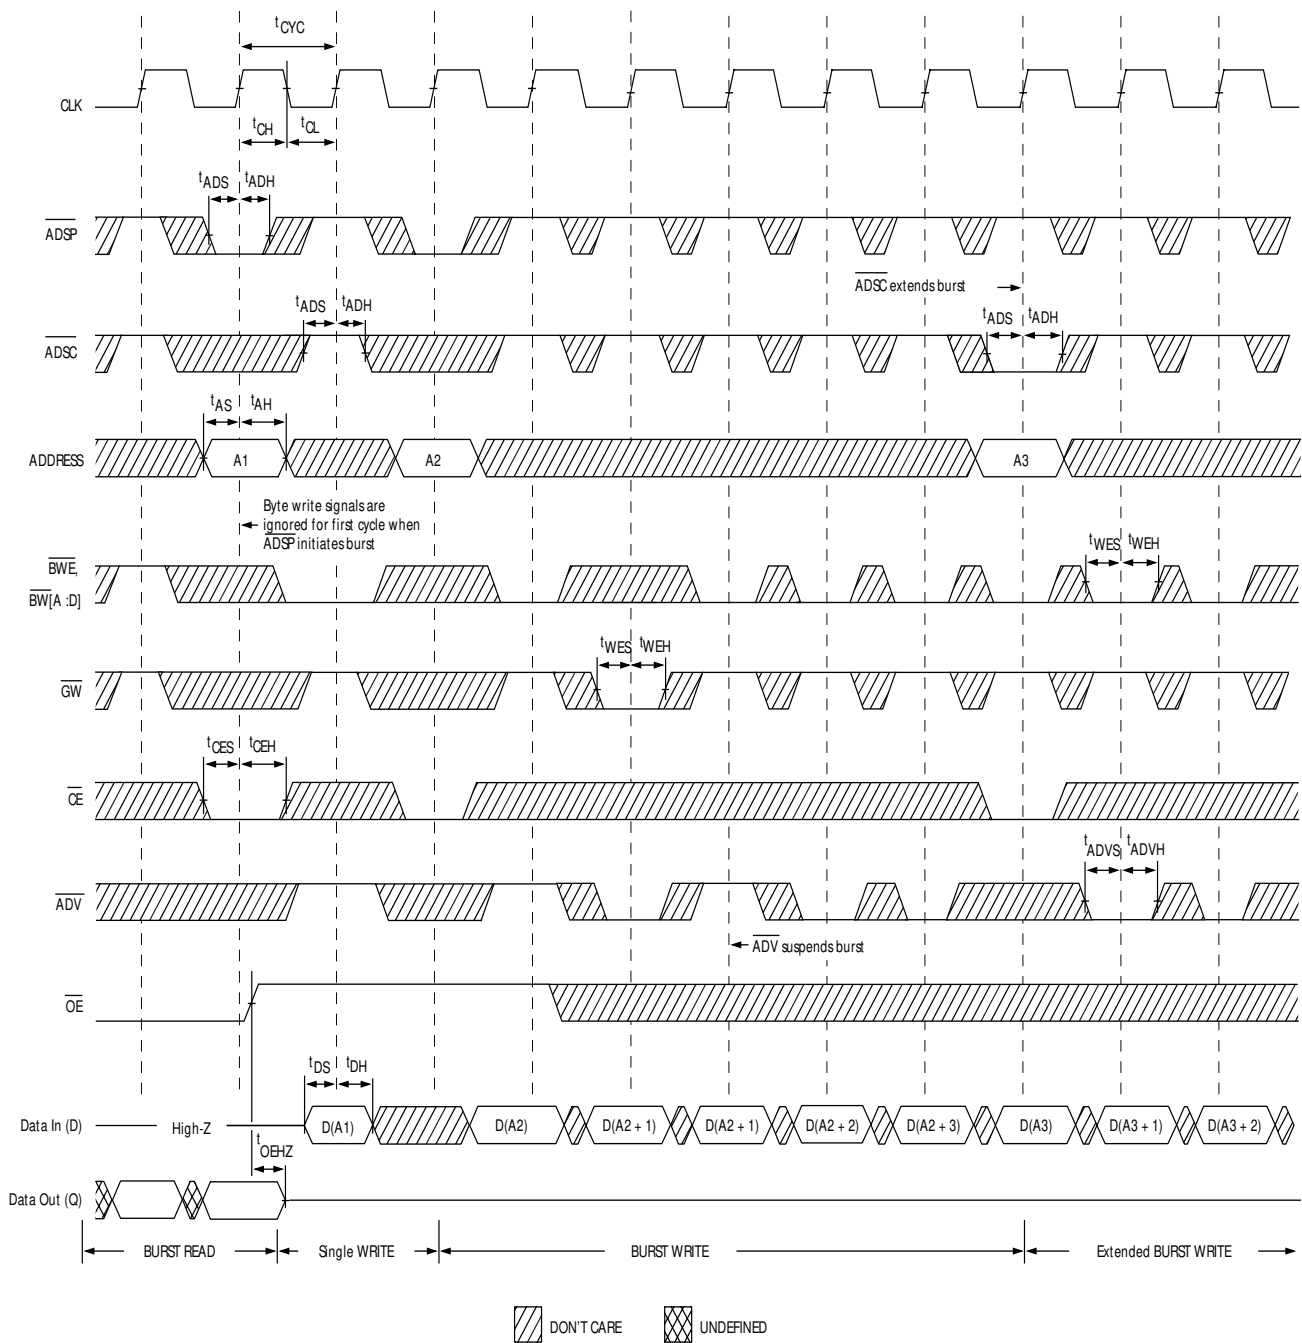 tCYC
CLK
tCH tCL
tADS tADH
ADSP
ADSC extends burst
tADS tADH
tADS tADH
ADSC
tAS tAH
ADDRESS
A1
A2
A3
Byte write signals are
ignored for first cycle when
ADSP initiates burst
tWES tWEH
BWE,
BW[A :D]
tWES tWEH
GW
tCES tCEH
CE
tADVS tADVH
ADV
ADV suspends burst
OE
tDS tDH
Data In (D)
High-Z
D(A1)
D(A2)
D(A2 + 1)
D(A2 + 1)
D(A2 + 2)
D(A2 + 3)
D(A3)
D(A3 + 1)
D(A3 + 2)
tOEHZ
Data Out (Q)
BURST READ
Single WRITE
BURST WRITE
Extended BURST WRITE
DON'T CARE
UNDEFINED